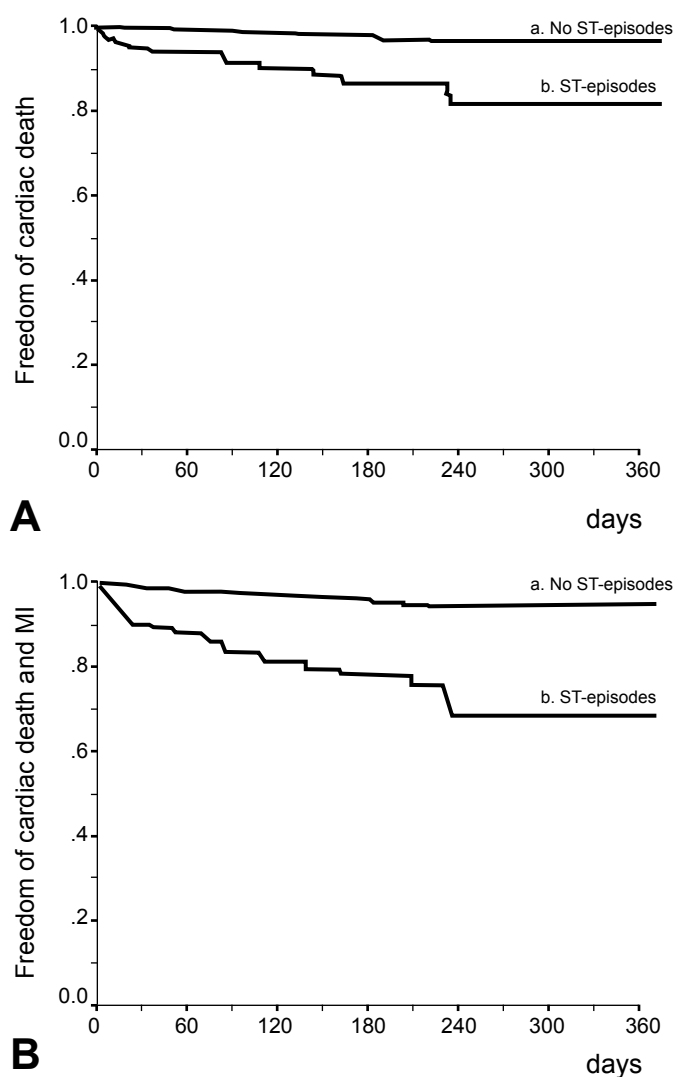 1.0
a. No ST-episodes
b. ST-episodes
.8
.6
.4
.2
0.0
Freedom of cardiac death
0 60 120 180 240 300 360
A
days
1.0
a. No ST-episodes
.8
b. ST-episodes
.6
.4
.2
0.0
Freedom of cardiac death and MI
0 60 120 180 240 300 360
B
days